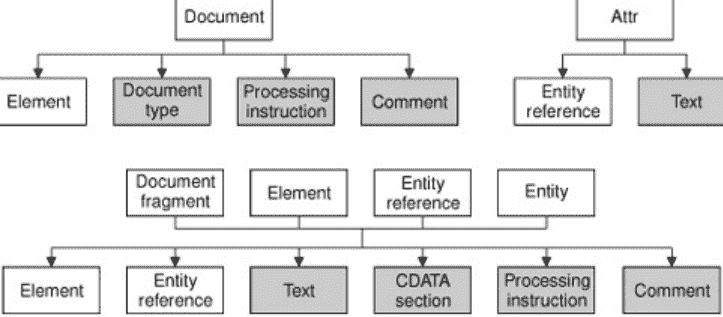 Document
Attr
Element
Document
type
Processing
instruction
Comment
Entity
reference
Text
Document
fragment
Element
Entity
reference
Entity
Element
Entity
reference
Text
CDATA
section
Processing
instruction
Comment